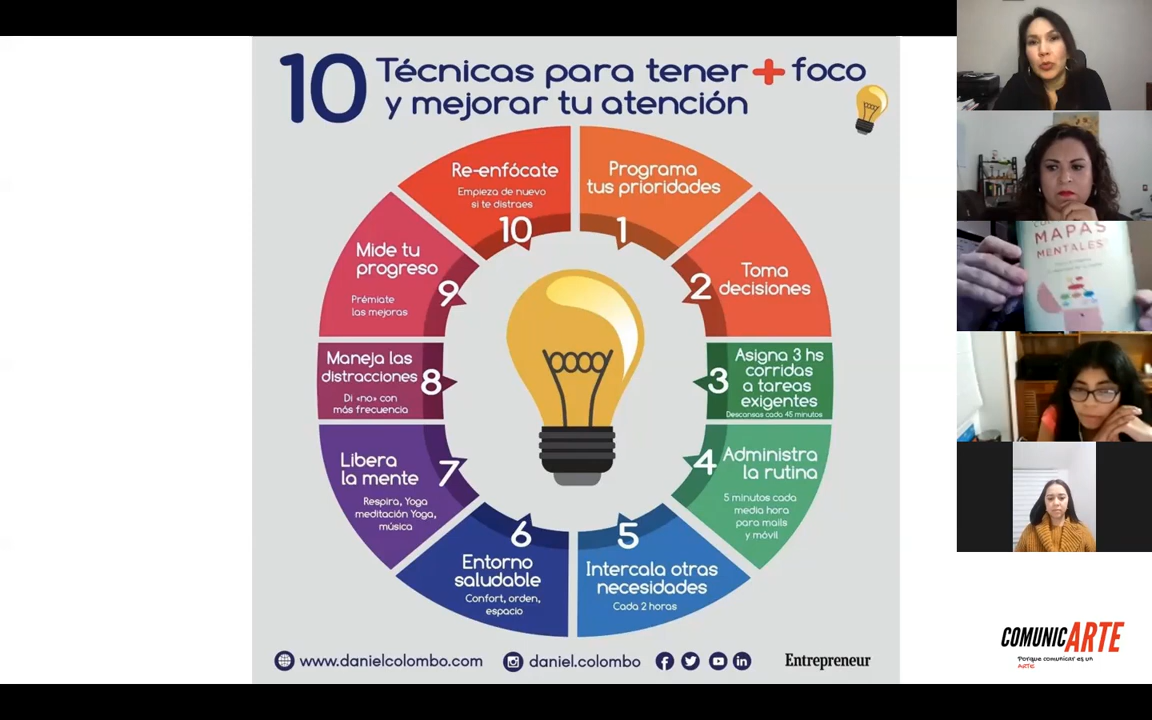 10 Técnicas para tener + foco
y mejorar tu atención
Programa
tus prioridades
1
Toma
decisiones
2
Asigna 3 hs
corridas
a tareas
exigentes
Descansas cada 45 minutos
3
Administra
la rutina
5 minutos cada
media hora
para mails
y móvil
4
Intercala otras
necesidades
Cada 2 horas
5
Entorno
saludable
Confort, orden,
espacio
6
Libera
la mente
Respira, Yoga
meditación Yoga,
música
7
Maneja las
distracciones
Di «no» con
más frecuencia
8
Mide tu
progreso
Prémiate
las mejoras
9
Re-enfócate
Empieza de nuevo
si te distraes
10
www.danielcolombo.com
daniel.colombo
Entrepreneur
MAPAS
MENTALES
COMUNICARTE
Porque comunicar es un
ARTE